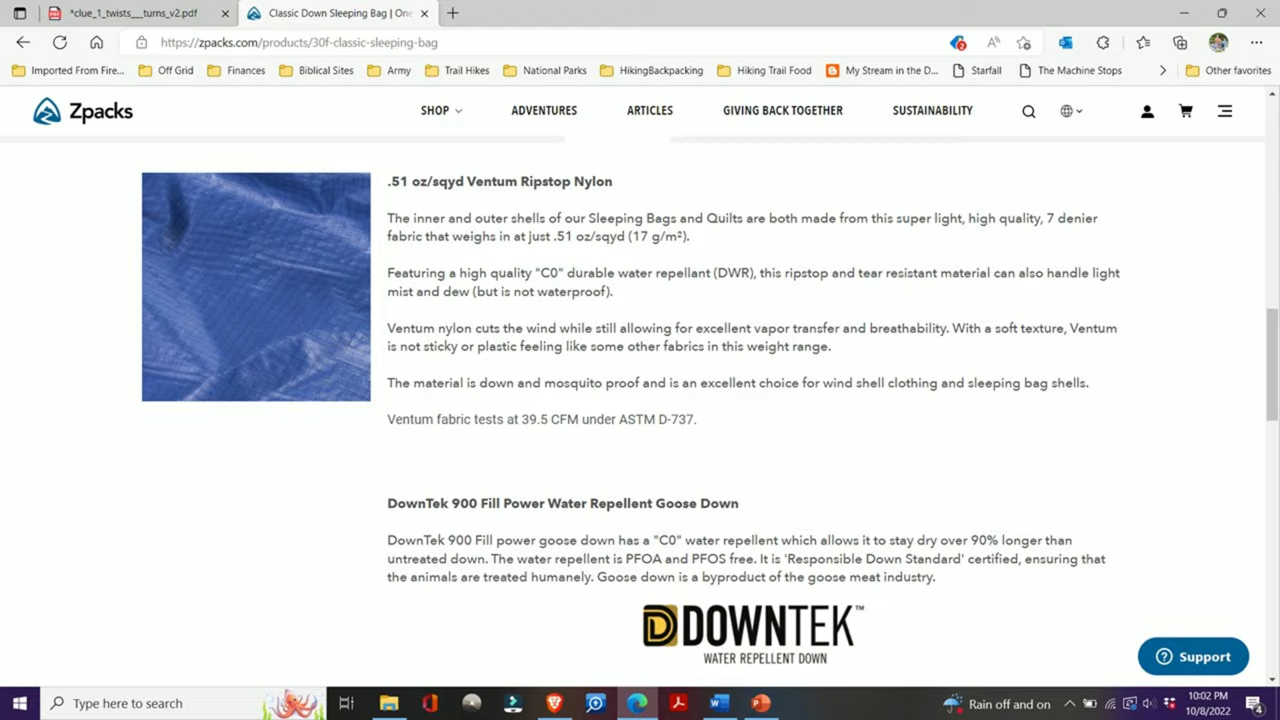 *clue_1_twists___turns_v2.pdf
Classic Down Sleeping Bag | One
https://zpacks.com/products/30f-classic-sleeping-bag
2
Imported From Fire...
Off Grid
Finances
Biblical Sites
Army
Trail Hikes
National Parks
HikingBackpacking
Hiking Trail Food
My Stream in the D...
Starfall
The Machine Stops
Other favorites
Zpacks
SHOP
ADVENTURES
ARTICLES
GIVING BACK TOGETHER
SUSTAINABILITY
.51 oz/sqyd Ventum Ripstop Nylon
The inner and outer shells of our Sleeping Bags and Quilts are both made from this super light, high quality, 7 denier
fabric that weighs in at just .51 oz/sqyd (17 g/m²).
Featuring a high quality "C0" durable water repellant (DWR), this ripstop and tear resistant material can also handle light
mist and dew (but is not waterproof).
Ventum nylon cuts the wind while still allowing for excellent vapor transfer and breathability. With a soft texture, Ventum
is not sticky or plastic feeling like some other fabrics in this weight range.
The material is down and mosquito proof and is an excellent choice for wind shell clothing and sleeping bag shells.
Ventum fabric tests at 39.5 CFM under ASTM D-737.
DownTek 900 Fill Power Water Repellent Goose Down
DownTek 900 Fill power goose down has a "C0" water repellent which allows it to stay dry over 90% longer than
untreated down. The water repellent is PFOA and PFOS free. It is 'Responsible Down Standard' certified, ensuring that
the animals are treated humanely. Goose down is a byproduct of the goose meat industry.
D DOWNTEK™
WATER REPELLENT DOWN
Support
Type here to search
Rain off and on
10:02 PM
10/8/2022
4